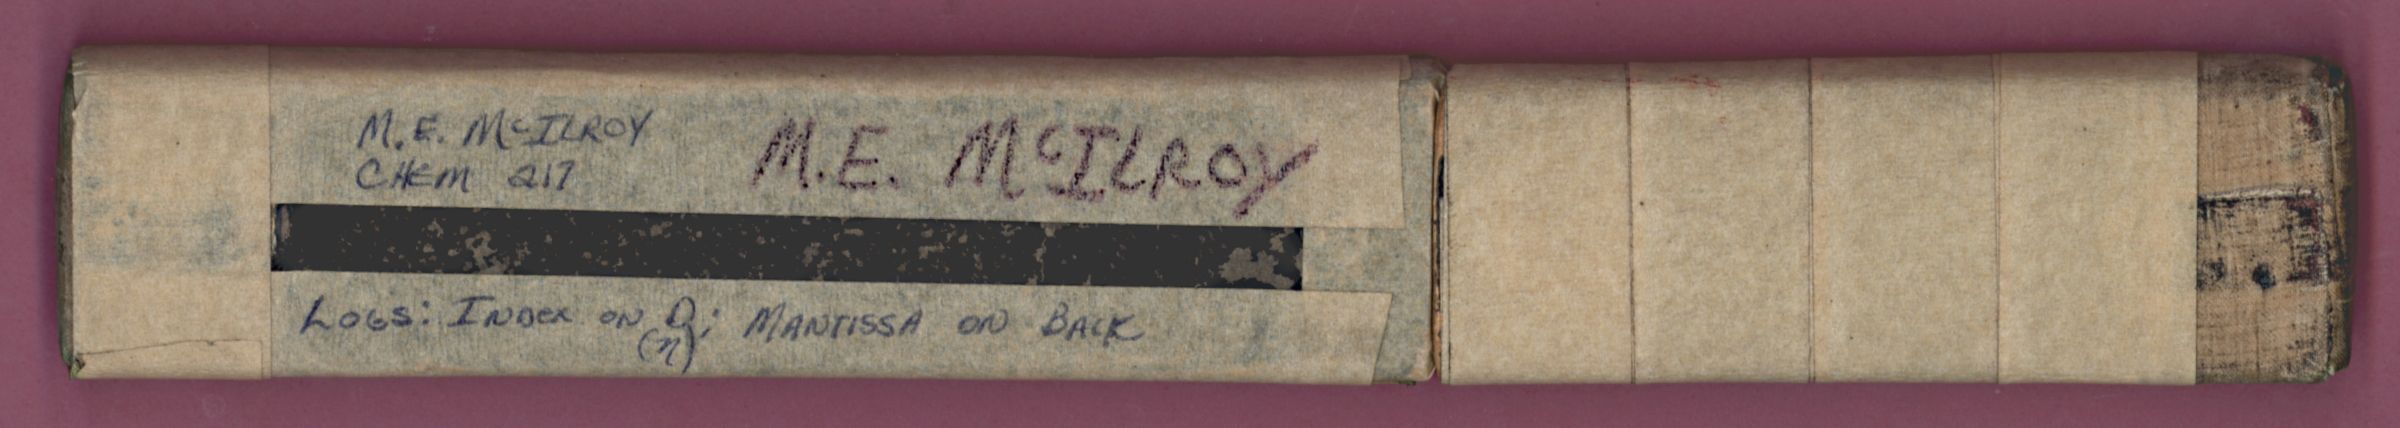 M.E. McILROY
CHEM 217
M.E. McILROY
LOGS: INDEX ON D; MANTISSA ON BACK
(n)